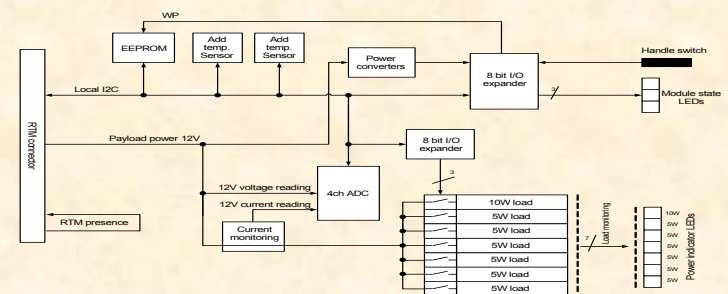 WP
EEPROM
Add
temp.
Sensor
Add
temp.
Sensor
Power
converters
8 bit I/O
expander
Handle switch
Local I2C
3
Module state
LEDs
RTM connector
Payload power 12V
8 bit I/O
expander
3
12V voltage reading
4ch ADC
12V current reading
Current
monitoring
RTM presence
10W load
5W load
5W load
5W load
5W load
5W load
5W load
7
Load monitoring
10W
5W
5W
5W
5W
5W
5W
Power indicator LEDs